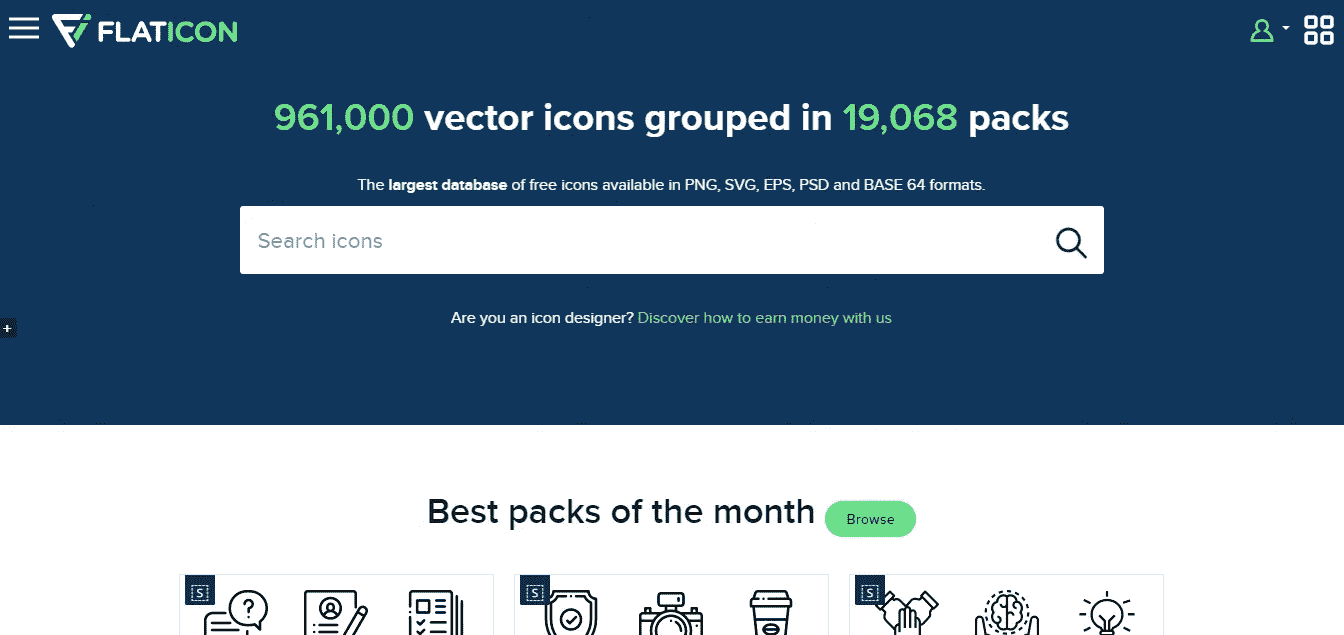 FLATICON
961,000 vector icons grouped in 19,068 packs
The largest database of free icons available in PNG, SVG, EPS, PSD and BASE 64 formats.
Search icons
Are you an icon designer? Discover how to earn money with us
Best packs of the month Browse
S S S